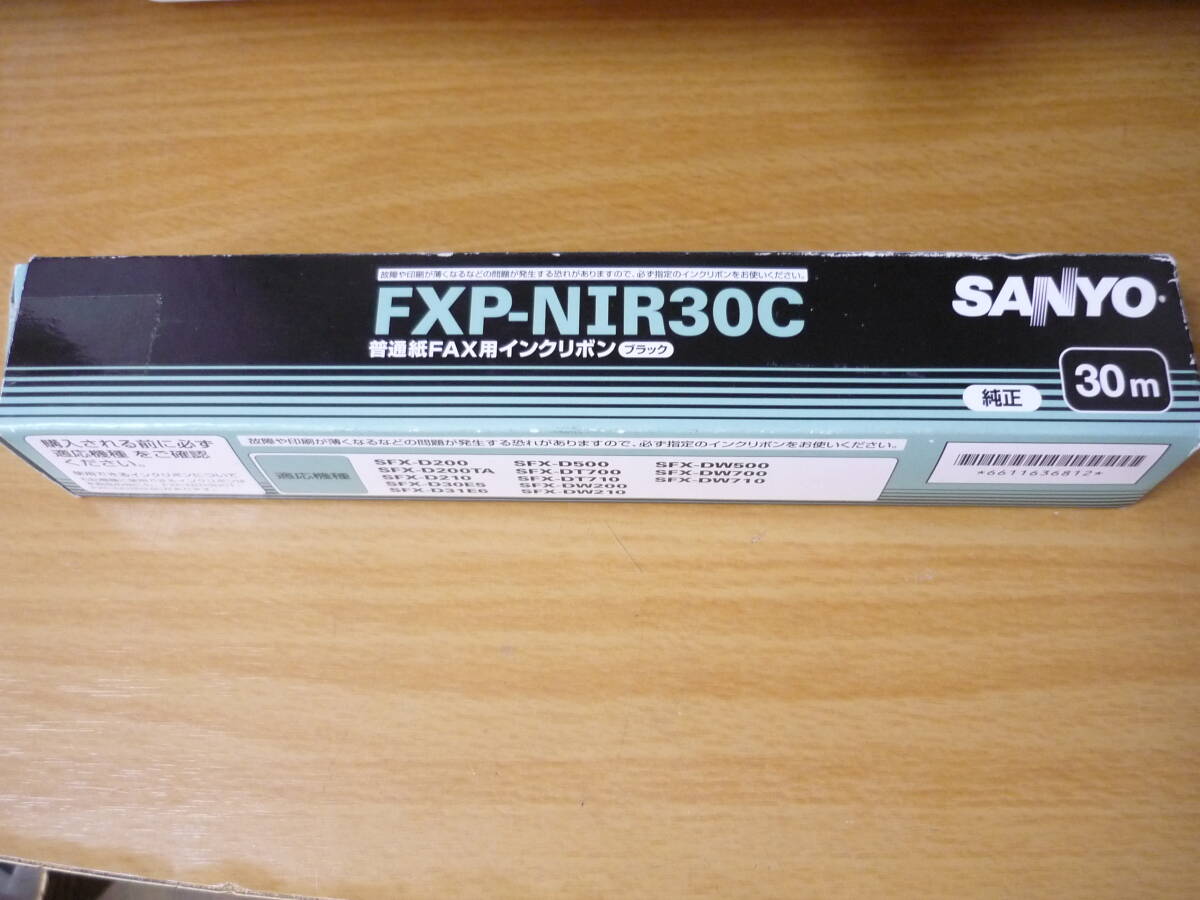 故障や印刷が薄くなるなどの問題が発生する恐れがありますので、必ず指定のインクリボンをお使いください。
FXP-NIR30C
普通紙FAX用インクリボン ブラック
SANYO
純正
30m
購入される前に必ず
適応機種 をご確認
ください。
故障や印刷が薄くなるなどの問題が発生する恐れがありますので、必ず指定のインクリボンをお使いください。
適応機種
SFX-D200 SFX-D500 SFX-DW500
SFX-D200TA SFX-DT700 SFX-DW700
SFX-D210 SFX-DT710 SFX-DW710
SFX-D30E5 SFX-DW200
SFX-D31E6 SFX-DW210
*6611636812*